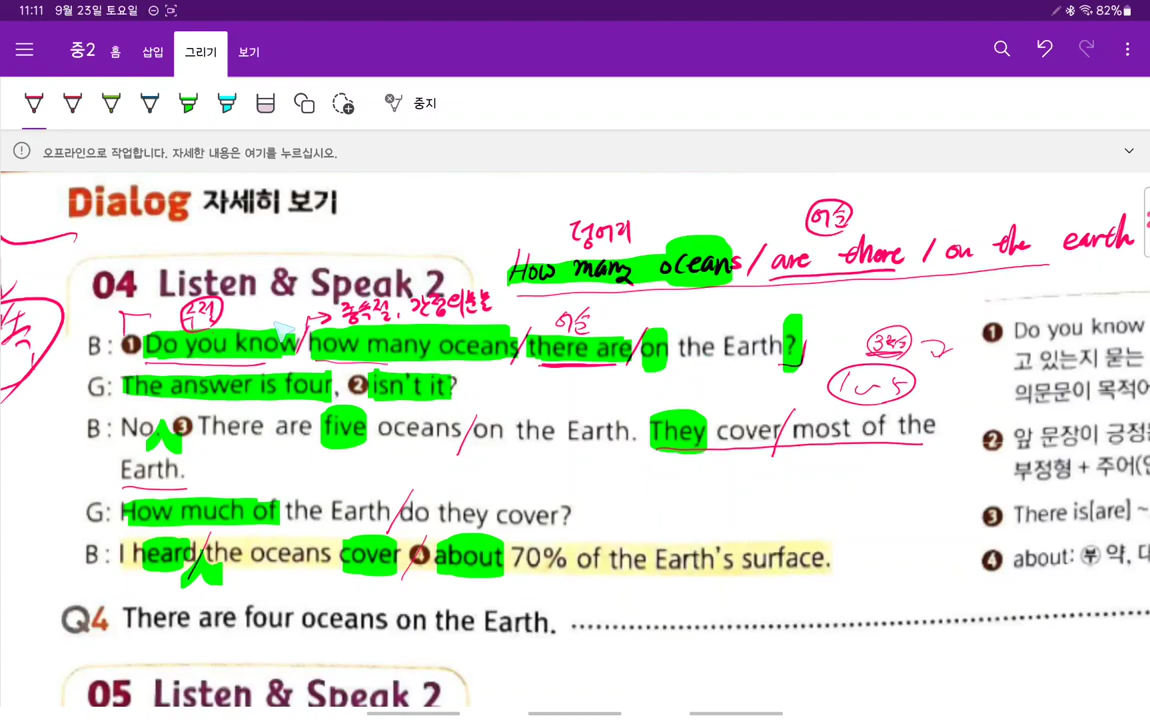 11:11 9월 23일 토요일 82%
중2 홈 삽입 그리기 보기
중지
오프라인으로 작업합니다. 자세한 내용은 여기를 누르십시오.
Dialog 자세히 보기
덩어리
어순
How many oceans / are there / on the earth
04 Listen & Speak 2
종속절, 간접의문문
어순
B: ❶ Do you know / how many oceans / there are / on the Earth?
G: The answer is four, ❷ isn't it?
1~5
B: No. ❸ There are five oceans / on the Earth. They cover / most of the
Earth.
G: How much of the Earth / do they cover?
B: I heard / the oceans cover / ❹ about 70% of the Earth's surface.
Q4 There are four oceans on the Earth.
05 Listen & Speak 2
❶ Do you know
고 있는지 묻는
의문문이 목적어
❷ 앞 문장이 긍정
부정형 + 주어(인
❸ There is[are] ~
❹ about: 부 약, 대